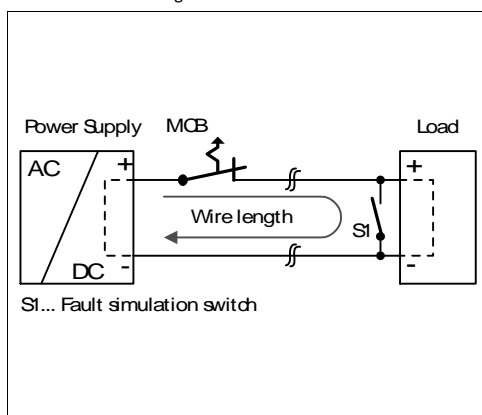 Power Supply MCB Load
AC + +
Wire length
S1
DC - -
S1... Fault simulation switch